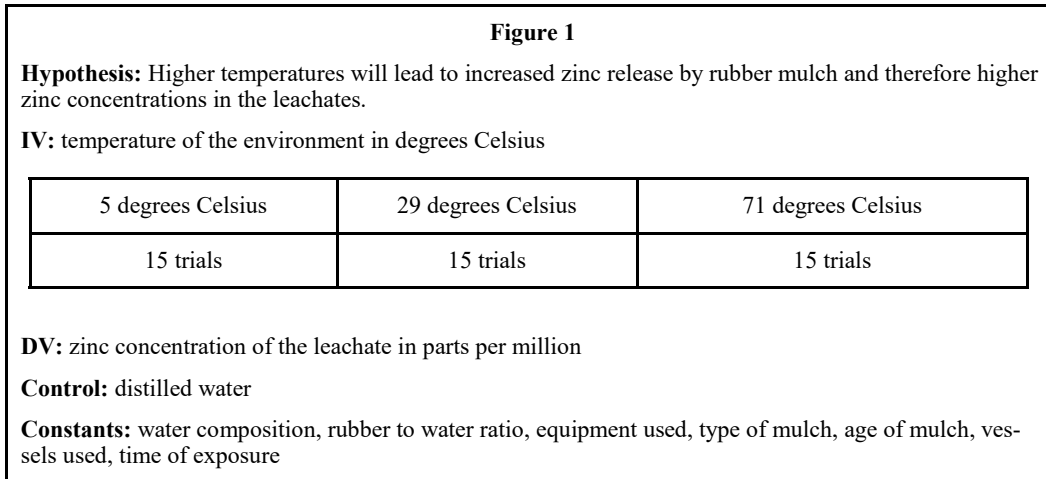 Figure 1
Hypothesis: Higher temperatures will lead to increased zinc release by rubber mulch and therefore higher
zinc concentrations in the leachates.
IV: temperature of the environment in degrees Celsius
5 degrees Celsius 29 degrees Celsius 71 degrees Celsius
15 trials 15 trials 15 trials
DV: zinc concentration of the leachate in parts per million
Control: distilled water
Constants: water composition, rubber to water ratio, equipment used, type of mulch, age of mulch, ves-
sels used, time of exposure